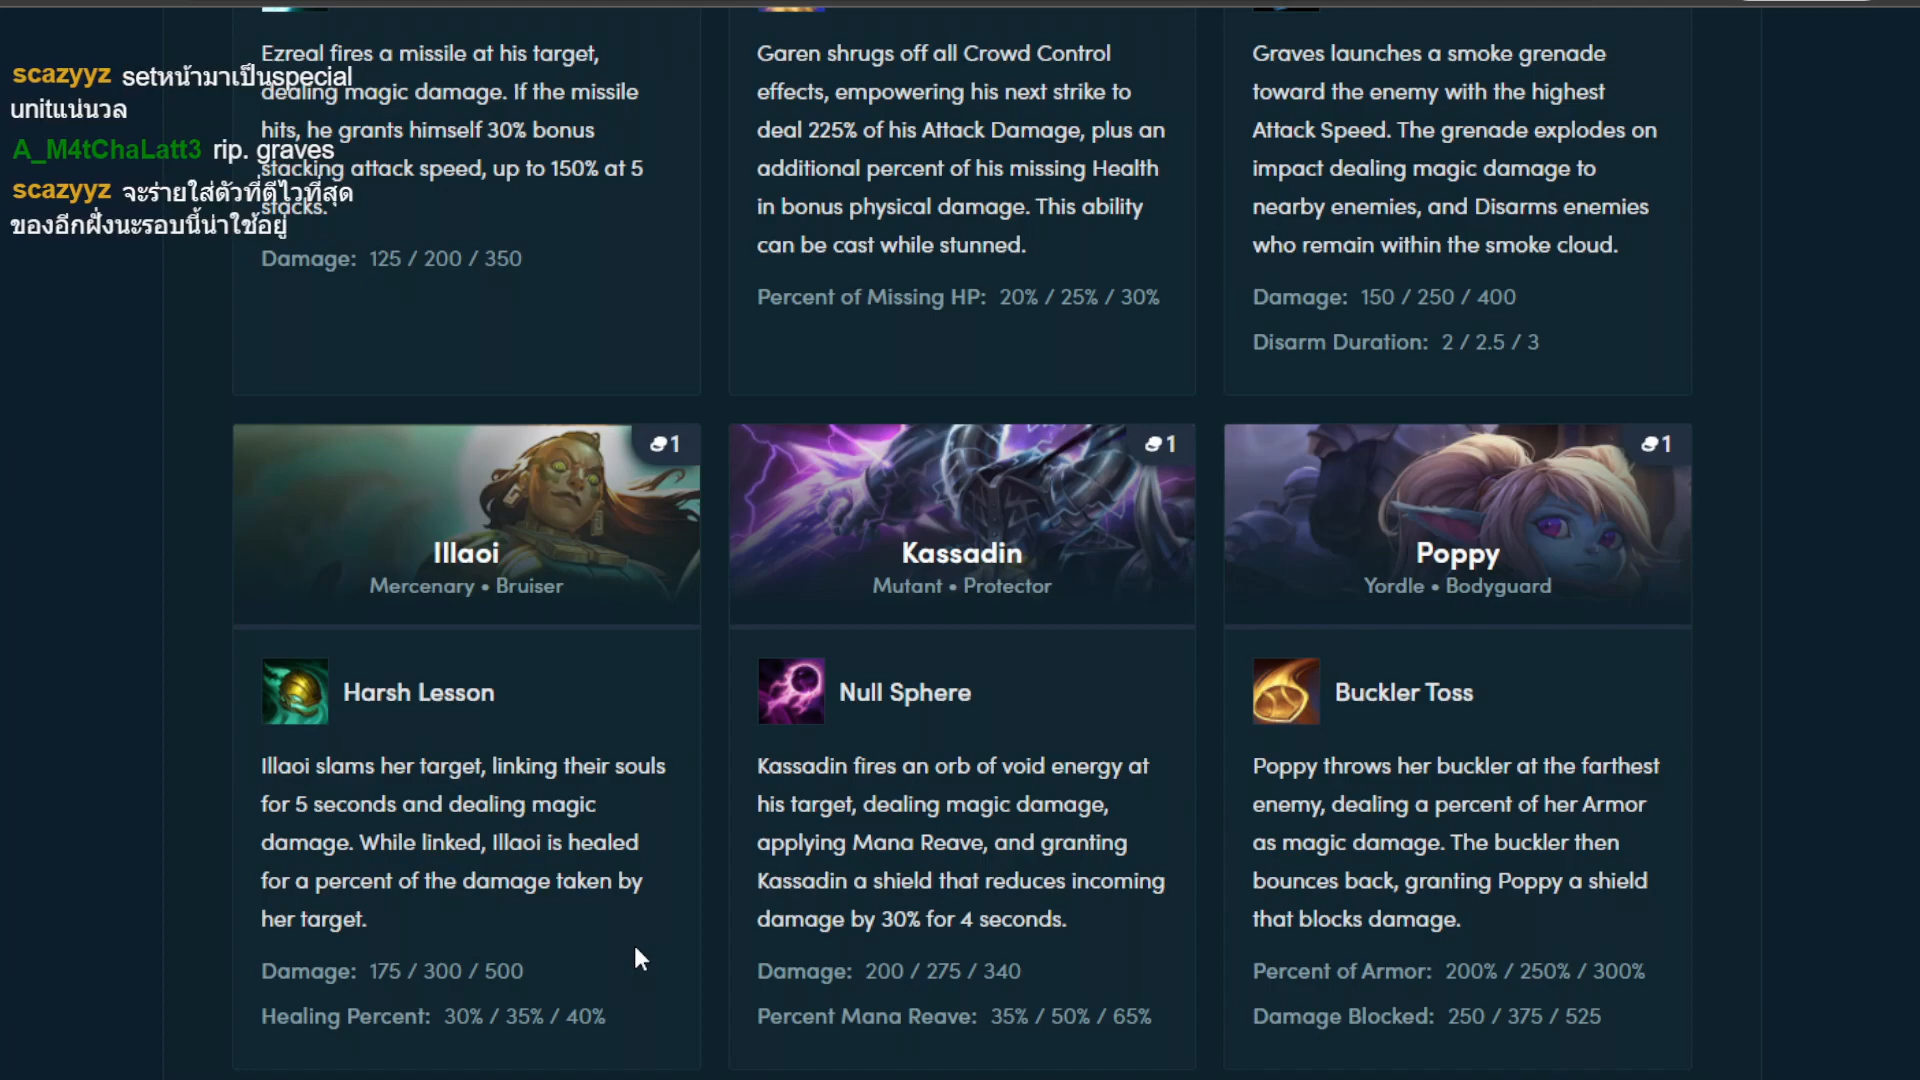 scazyyz setหน้ามาเป็นspecial
unitแน่นวล
A_M4tChaLatt3 rip. graves
scazyyz จะร่ายใส่ตัวที่ตีไวที่สุด
ของอีกฝั่งนะรอบนี้น่าใช้อยู่
Ezreal fires a missile at his target,
dealing magic damage. If the missile
hits, he grants himself 30% bonus
stacking attack speed, up to 150% at 5
stacks.
Damage: 125 / 200 / 350
Garen shrugs off all Crowd Control
effects, empowering his next strike to
deal 225% of his Attack Damage, plus an
additional percent of his missing Health
in bonus physical damage. This ability
can be cast while stunned.
Percent of Missing HP: 20% / 25% / 30%
Graves launches a smoke grenade
toward the enemy with the highest
Attack Speed. The grenade explodes on
impact dealing magic damage to
nearby enemies, and Disarms enemies
who remain within the smoke cloud.
Damage: 150 / 250 / 400
Disarm Duration: 2 / 2.5 / 3
1
Illaoi
Mercenary • Bruiser
Harsh Lesson
Illaoi slams her target, linking their souls
for 5 seconds and dealing magic
damage. While linked, Illaoi is healed
for a percent of the damage taken by
her target.
Damage: 175 / 300 / 500
Healing Percent: 30% / 35% / 40%
1
Kassadin
Mutant • Protector
Null Sphere
Kassadin fires an orb of void energy at
his target, dealing magic damage,
applying Mana Reave, and granting
Kassadin a shield that reduces incoming
damage by 30% for 4 seconds.
Damage: 200 / 275 / 340
Percent Mana Reave: 35% / 50% / 65%
1
Poppy
Yordle • Bodyguard
Buckler Toss
Poppy throws her buckler at the farthest
enemy, dealing a percent of her Armor
as magic damage. The buckler then
bounces back, granting Poppy a shield
that blocks damage.
Percent of Armor: 200% / 250% / 300%
Damage Blocked: 250 / 375 / 525